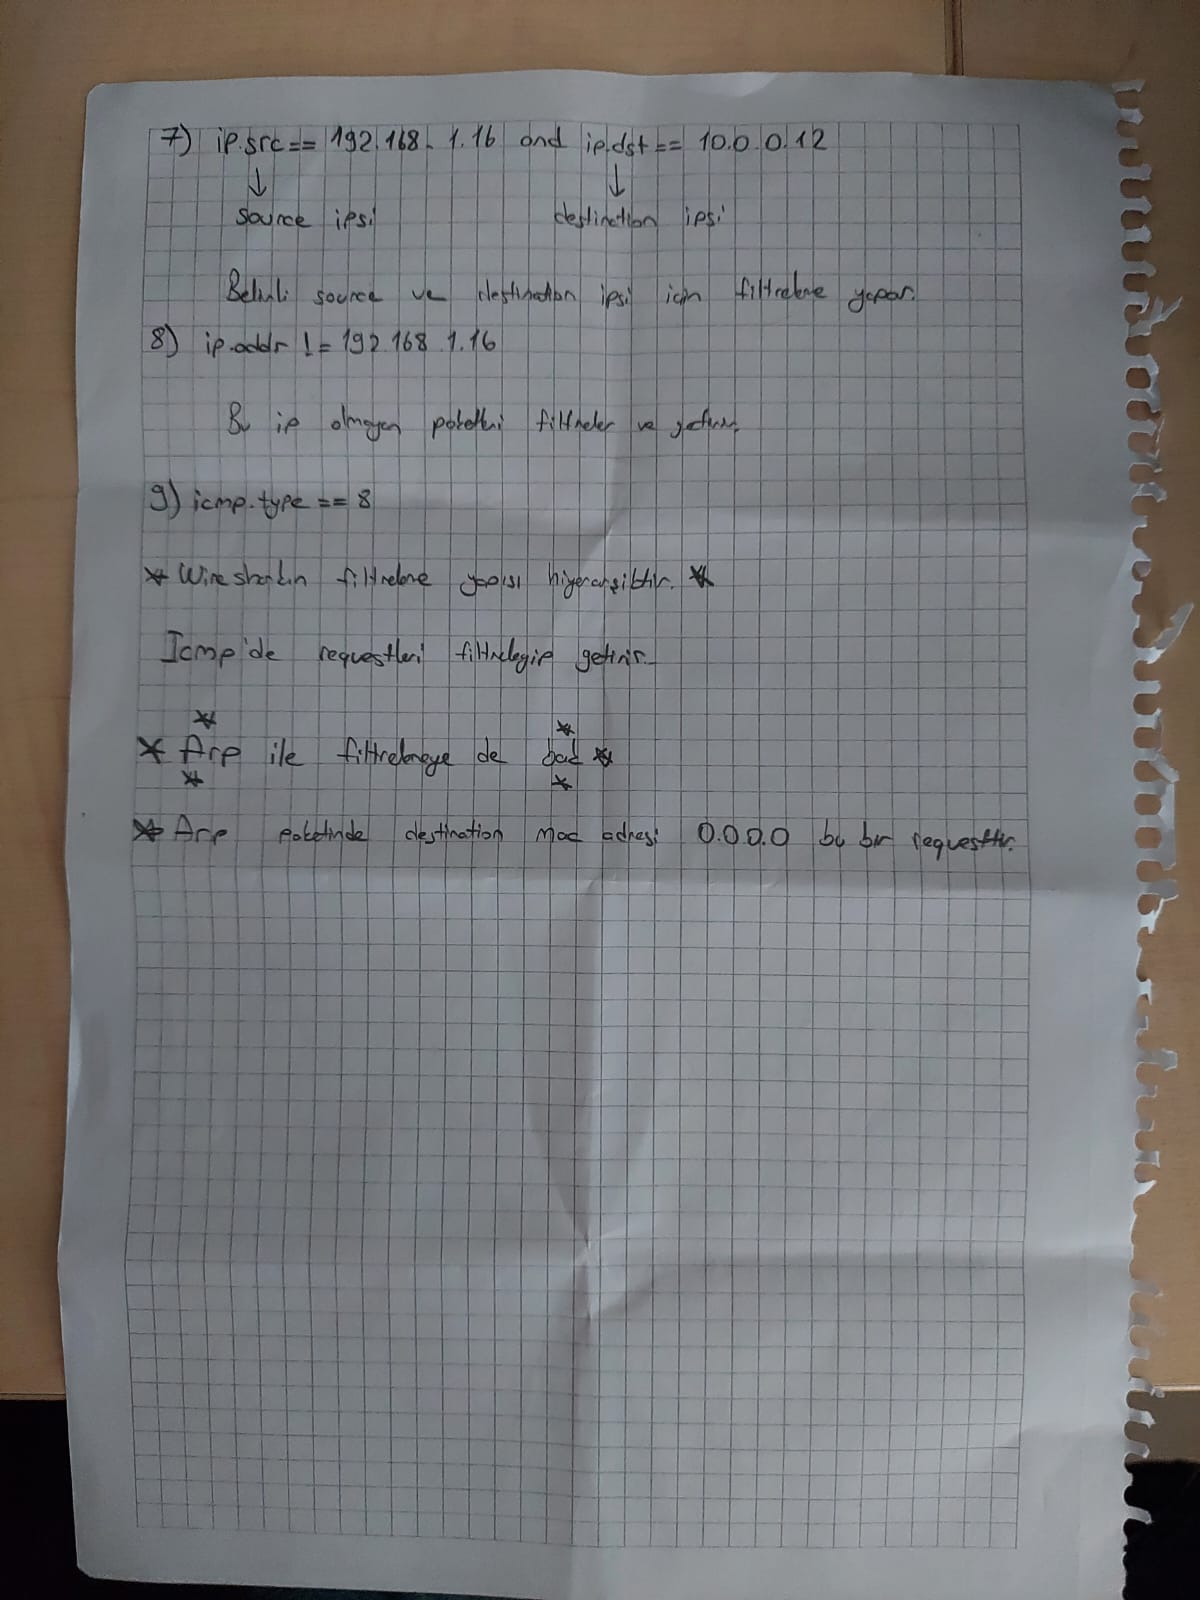 7) ip.src == 192.168.1.16 and ip.dst == 10.0.0.12
↓ ↓
source ipsi destination ipsi
Belirli source ve destination ipsi için filtreleme yapar.
8) ip.addr != 192.168.1.16
Bu ip olmayan paketleri filtreler ve getirir.
9) icmp.type == 8
* Wiresharkın filtreleme yapısı hiyerarşiktir. *
Icmp'de requestleri filtreleyip getirir.
* *
* Arp ile filtrelemeye de *
* *
* Arp paketinde destination mac adresi 0.0.0.0 bu bir requesttir.